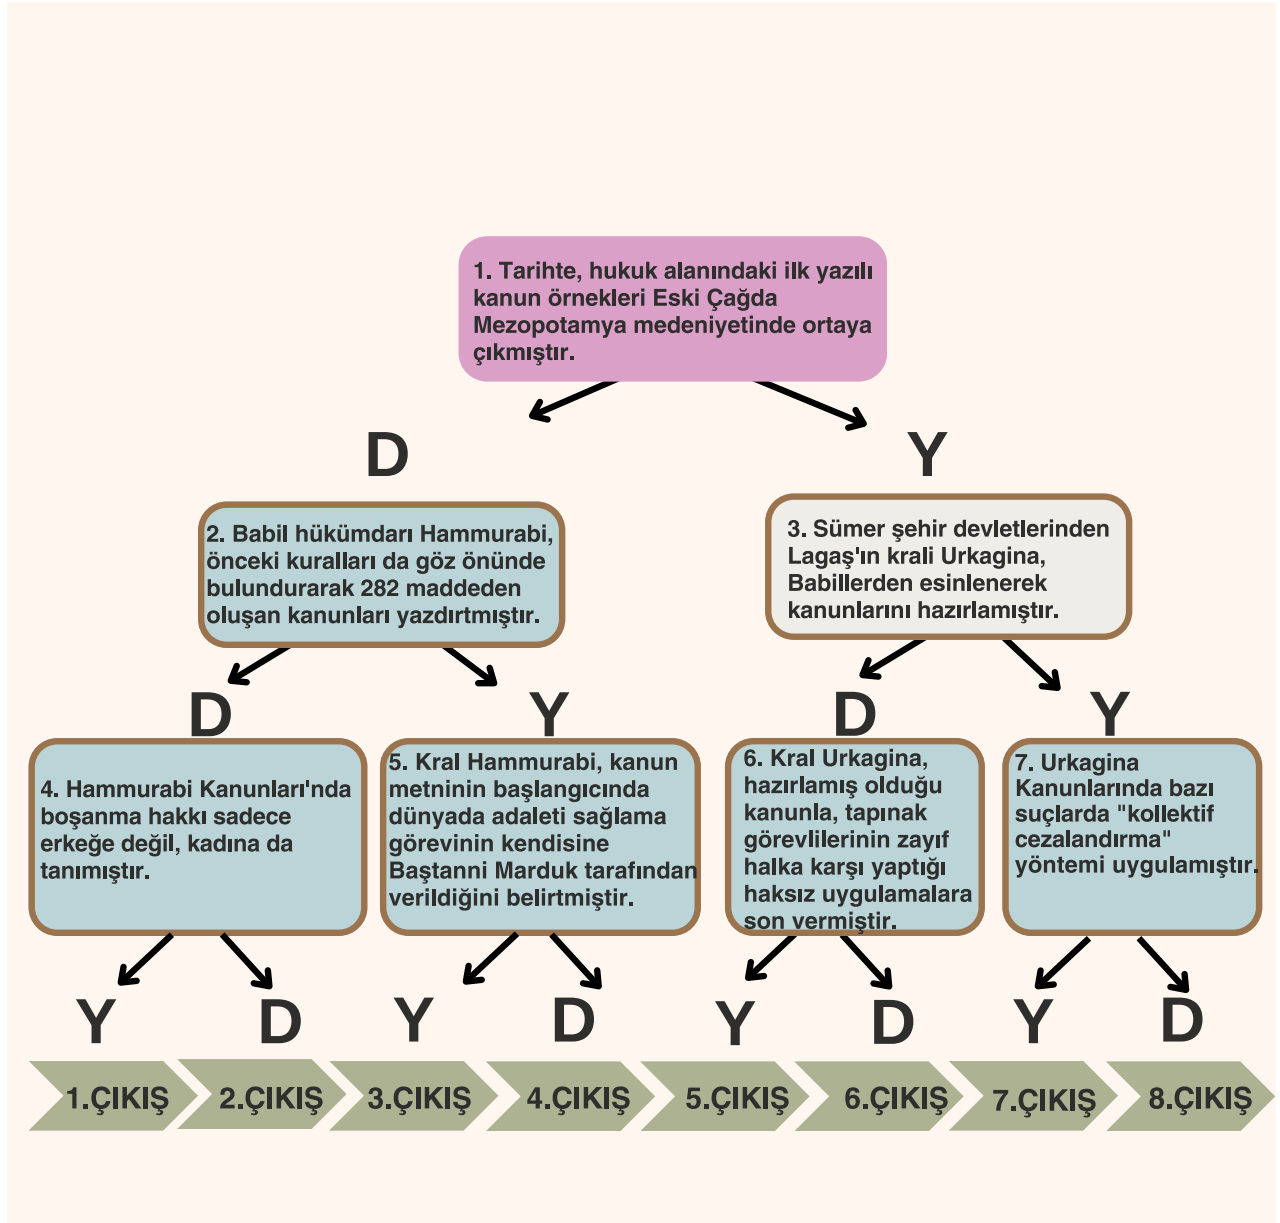 1. Tarihte, hukuk alanındaki ilk yazılı
kanun örnekleri Eski Çağda
Mezopotamya medeniyetinde ortaya
çıkmıştır.
D
Y
2. Babil hükümdarı Hammurabi,
önceki kuralları da göz önünde
bulundurarak 282 maddeden
oluşan kanunları yazdırtmıştır.
3. Sümer şehir devletlerinden
Lagaş'ın krali Urkagina,
Babillerden esinlenerek
kanunlarını hazırlamıştır.
D
Y
D
Y
4. Hammurabi Kanunları'nda
boşanma hakkı sadece
erkeğe değil, kadına da
tanımıştır.
5. Kral Hammurabi, kanun
metninin başlangıcında
dünyada adaleti sağlama
görevinin kendisine
Baştanni Marduk tarafından
verildiğini belirtmiştir.
6. Kral Urkagina,
hazırlamış olduğu
kanunla, tapınak
görevlilerinin zayıf
halka karşı yaptığı
haksız uygulamalara
son vermiştir.
7. Urkagina
Kanunlarında bazı
suçlarda "kollektif
cezalandırma"
yöntemi uygulamıştır.
Y
D
Y
D
Y
D
Y
D
1.ÇIKIŞ
2.ÇIKIŞ
3.ÇIKIŞ
4.ÇIKIŞ
5.ÇIKIŞ
6.ÇIKIŞ
7.ÇIKIŞ
8.ÇIKIŞ